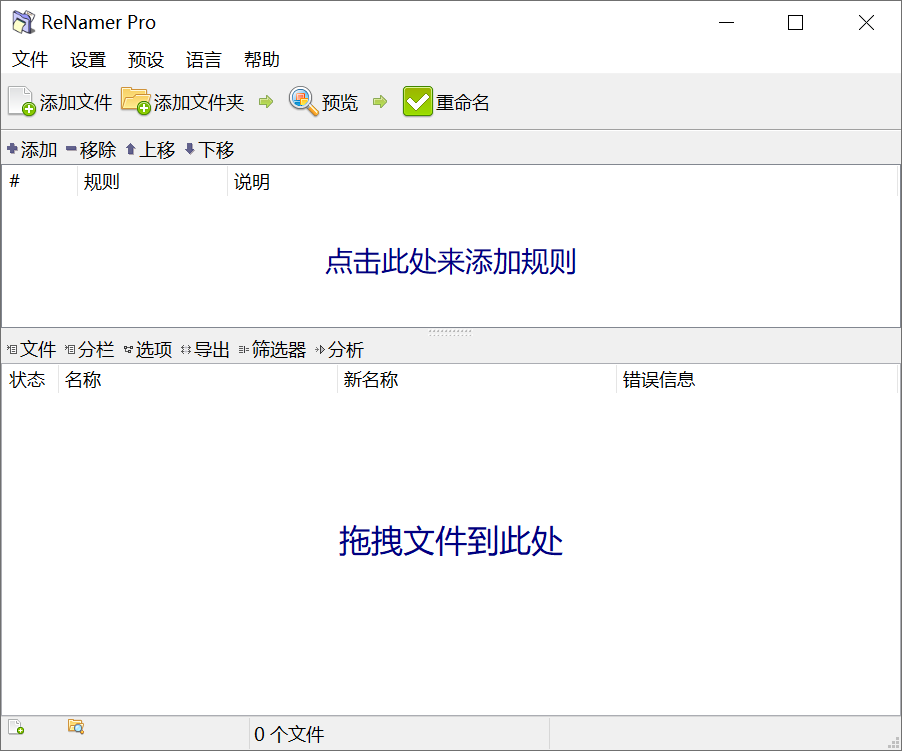 ReNamer Pro
文件 设置 预设 语言 帮助
添加文件 添加文件夹 预览 重命名
添加 移除 上移 下移
# 规则 说明
点击此处来添加规则
文件 分栏 选项 导出 筛选器 分析
状态 名称 新名称 错误信息
拖拽文件到此处
0 个文件